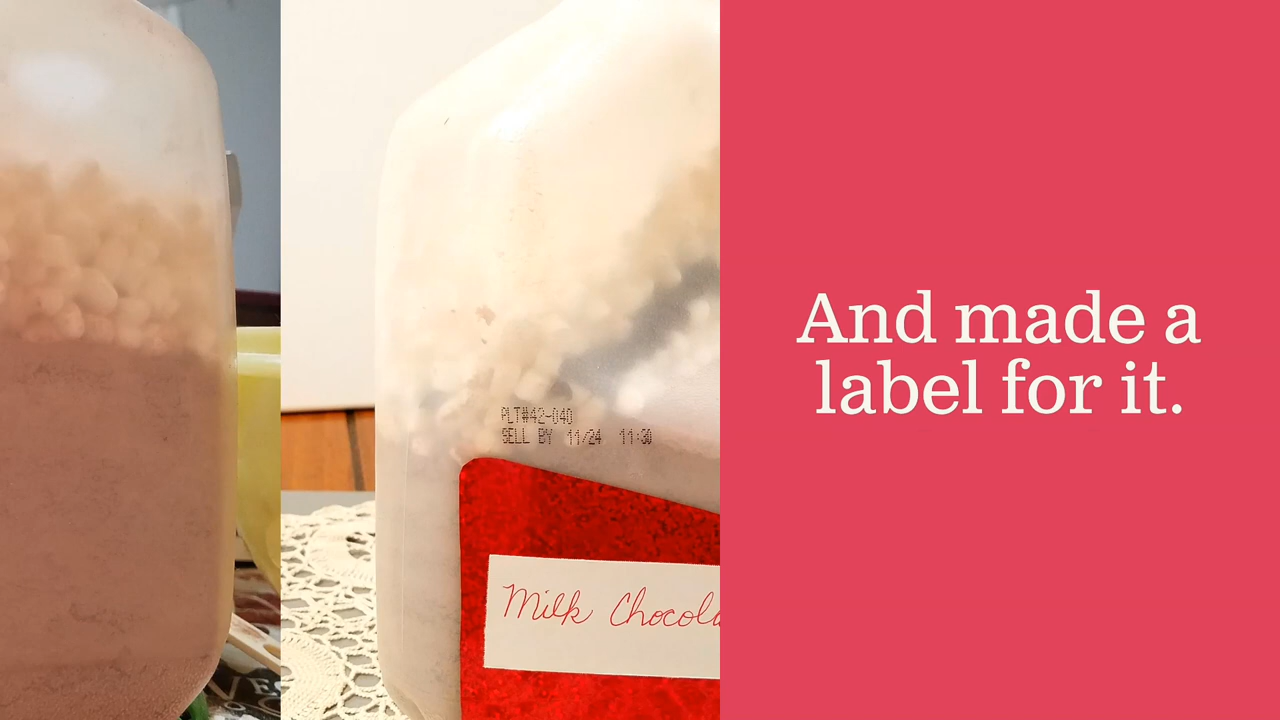 PLT#42-040
SELL BY 11/24 11:30
Milk Chocola
And made a
label for it.